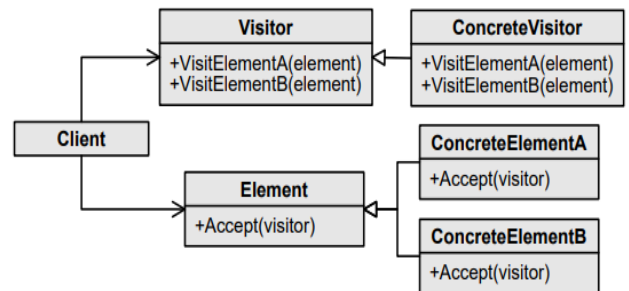 Visitor
+VisitElementA(element)
+VisitElementB(element)
ConcreteVisitor
+VisitElementA(element)
+VisitElementB(element)
Client
Element
+Accept(visitor)
ConcreteElementA
+Accept(visitor)
ConcreteElementB
+Accept(visitor)